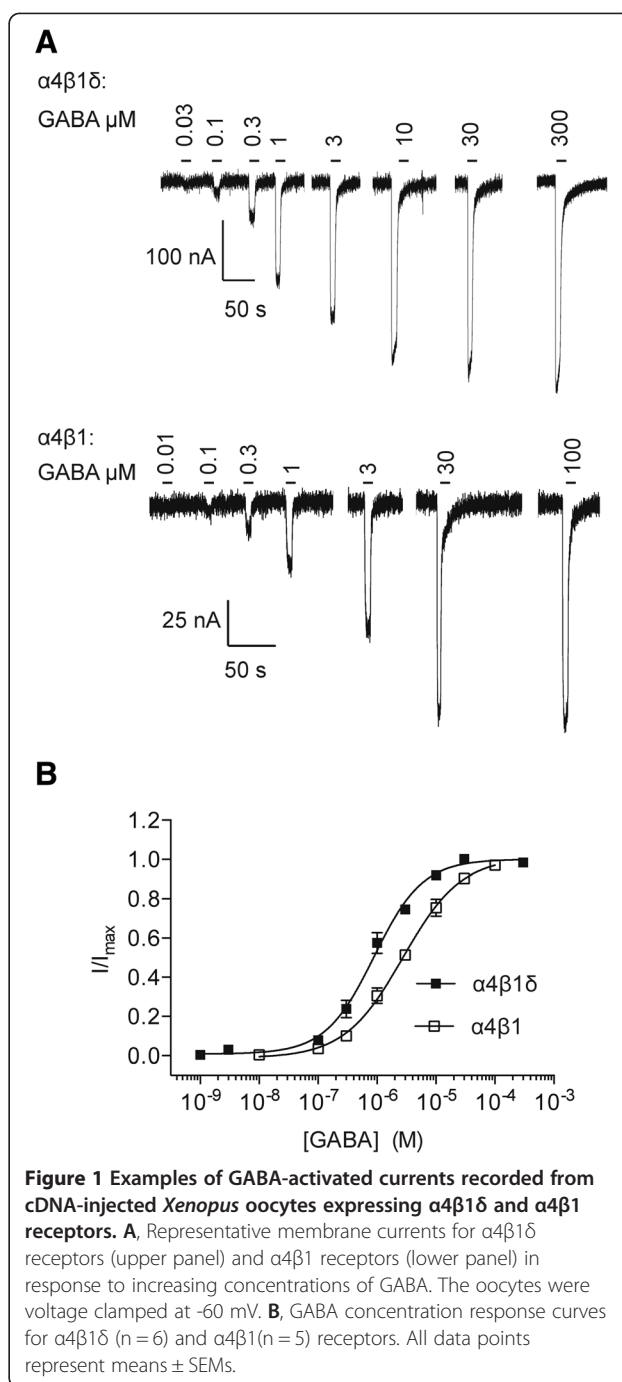 A
α4β1δ:
GABA μM
0.03 0.1 0.3 1 3 10 30 300
100 nA
50 s
α4β1:
GABA μM
0.01 0.1 0.3 1 3 30 100
25 nA
50 s
B
1.2
1.0
0.8
0.6
0.4
0.2
0.0
I/Imax
α4β1δ
α4β1
10⁻⁹ 10⁻⁸ 10⁻⁷ 10⁻⁶ 10⁻⁵ 10⁻⁴ 10⁻³
[GABA] (M)
Figure 1 Examples of GABA-activated currents recorded from
cDNA-injected Xenopus oocytes expressing α4β1δ and α4β1
receptors. A, Representative membrane currents for α4β1δ
receptors (upper panel) and α4β1 receptors (lower panel) in
response to increasing concentrations of GABA. The oocytes were
voltage clamped at -60 mV. B, GABA concentration response curves
for α4β1δ (n = 6) and α4β1(n = 5) receptors. All data points
represent means ± SEMs.